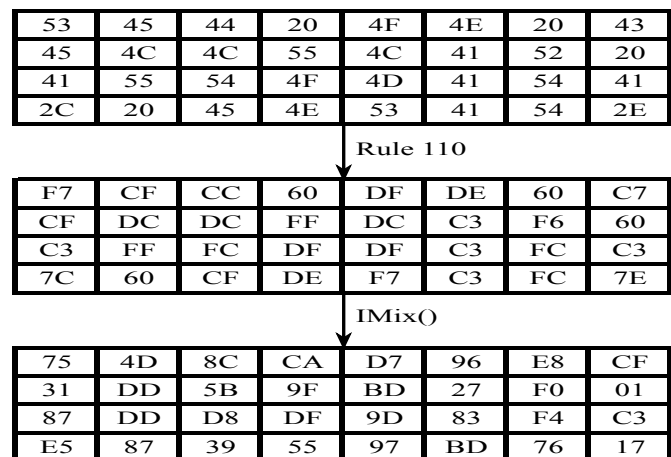 53 45 44 20 4F 4E 20 43
45 4C 4C 55 4C 41 52 20
41 55 54 4F 4D 41 54 41
2C 20 45 4E 53 41 54 2E
Rule 110
F7 CF CC 60 DF DE 60 C7
CF DC DC FF DC C3 F6 60
C3 FF FC DF DF C3 FC C3
7C 60 CF DE F7 C3 FC 7E
IMix()
75 4D 8C CA D7 96 E8 CF
31 DD 5B 9F BD 27 F0 01
87 DD D8 DF 9D 83 F4 C3
E5 87 39 55 97 BD 76 17